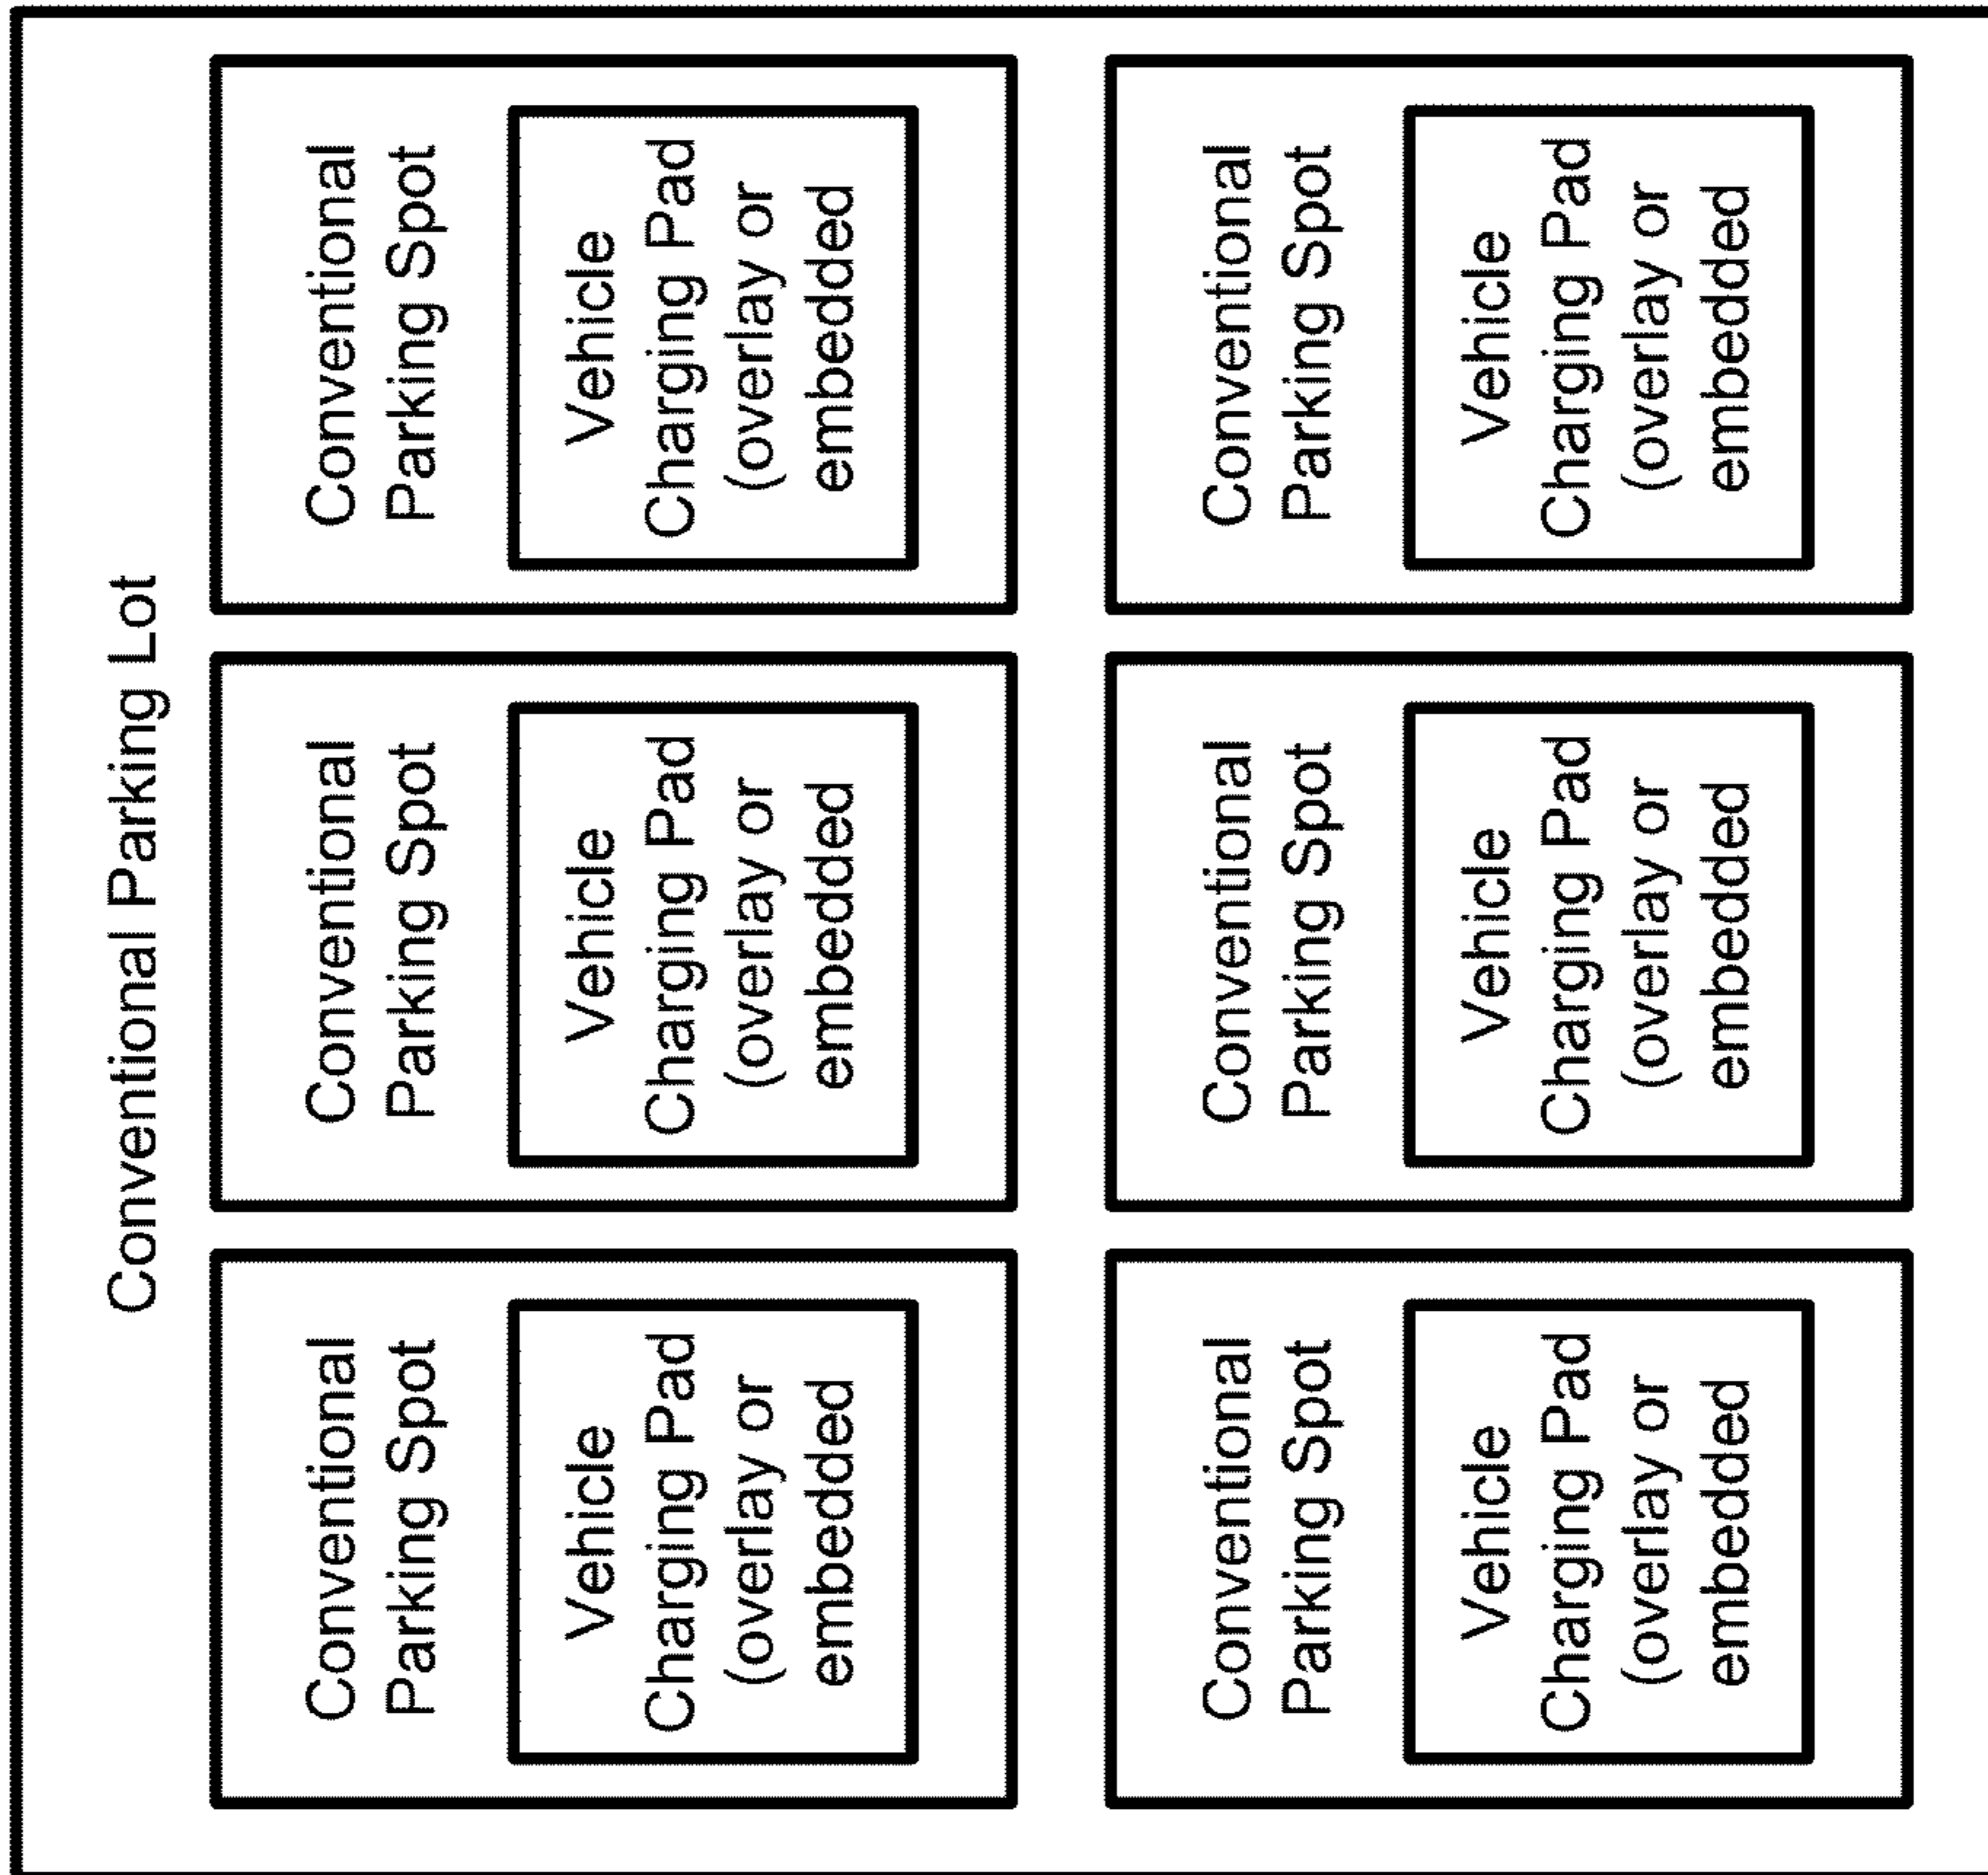 Conventional Parking Lot
Conventional
Parking Spot
Vehicle
Charging Pad
(overlay or
embedded
Conventional
Parking Spot
Vehicle
Charging Pad
(overlay or
embedded
Conventional
Parking Spot
Vehicle
Charging Pad
(overlay or
embedded
Conventional
Parking Spot
Vehicle
Charging Pad
(overlay or
embedded
Conventional
Parking Spot
Vehicle
Charging Pad
(overlay or
embedded
Conventional
Parking Spot
Vehicle
Charging Pad
(overlay or
embedded